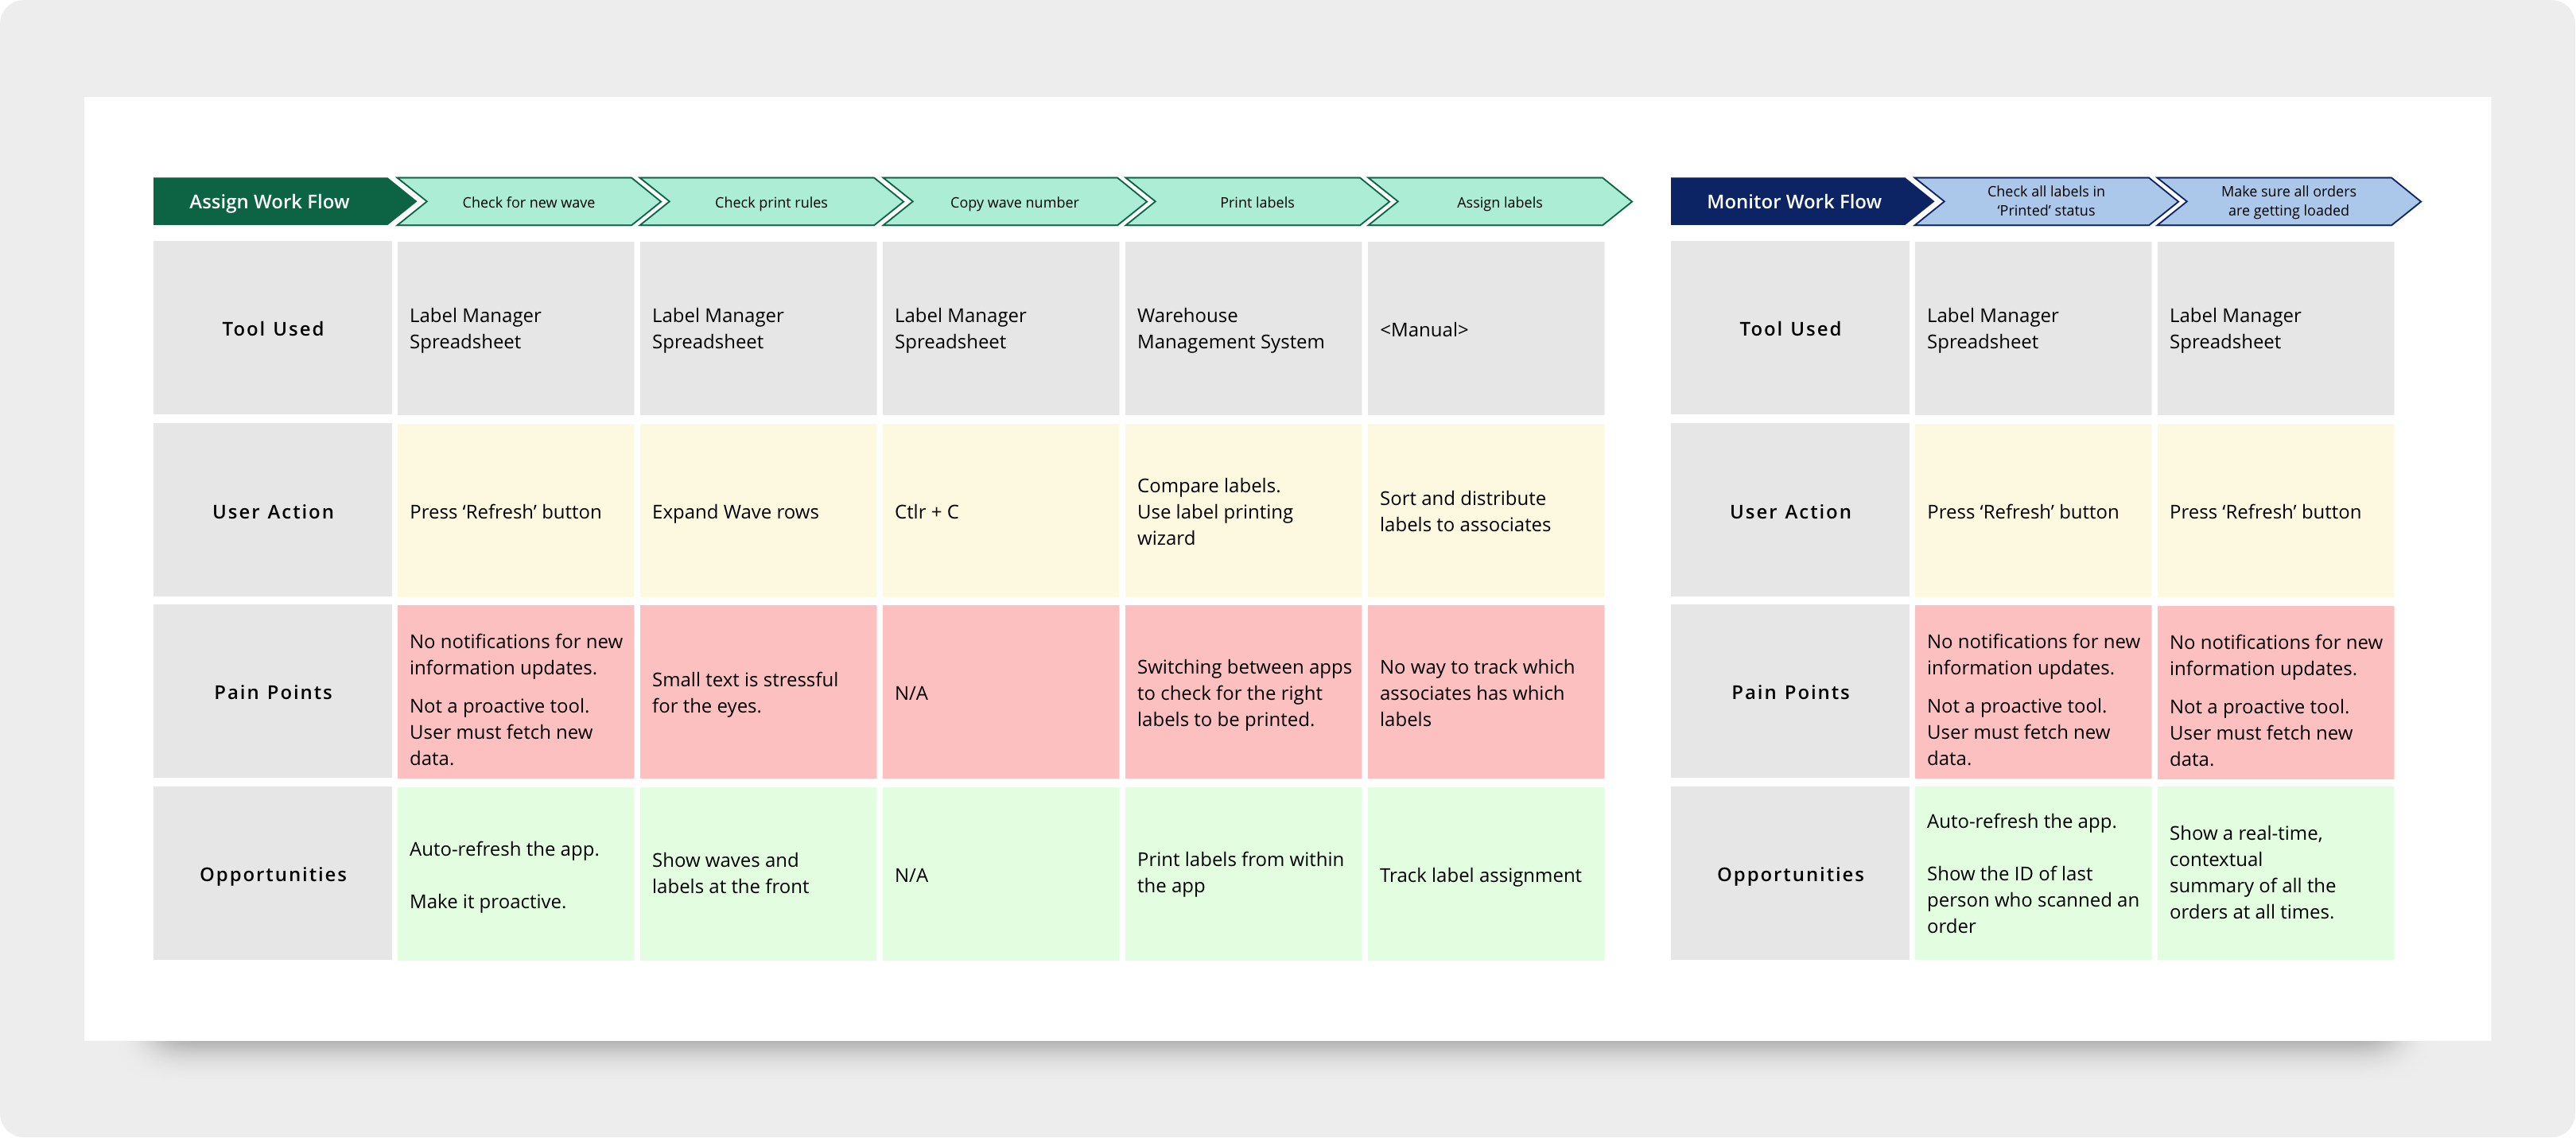 Assign Work Flow
Check for new wave
Check print rules
Copy wave number
Print labels
Assign labels
Tool Used
Label Manager
Spreadsheet
Label Manager
Spreadsheet
Label Manager
Spreadsheet
Warehouse
Management System
<Manual>
User Action
Press ‘Refresh’ button
Expand Wave rows
Ctlr + C
Compare labels.
Use label printing
wizard
Sort and distribute
labels to associates
Pain Points
No notifications for new
information updates.
Not a proactive tool.
User must fetch new
data.
Small text is stressful
for the eyes.
N/A
Switching between apps
to check for the right
labels to be printed.
No way to track which
associates has which
labels
Opportunities
Auto-refresh the app.
Make it proactive.
Show waves and
labels at the front
N/A
Print labels from within
the app
Track label assignment
Monitor Work Flow
Check all labels in
‘Printed’ status
Make sure all orders
are getting loaded
Tool Used
Label Manager
Spreadsheet
Label Manager
Spreadsheet
User Action
Press ‘Refresh’ button
Press ‘Refresh’ button
Pain Points
No notifications for new
information updates.
Not a proactive tool.
User must fetch new
data.
No notifications for new
information updates.
Not a proactive tool.
User must fetch new
data.
Opportunities
Auto-refresh the app.
Show the ID of last
person who scanned an
order
Show a real-time,
contextual
summary of all the
orders at all times.